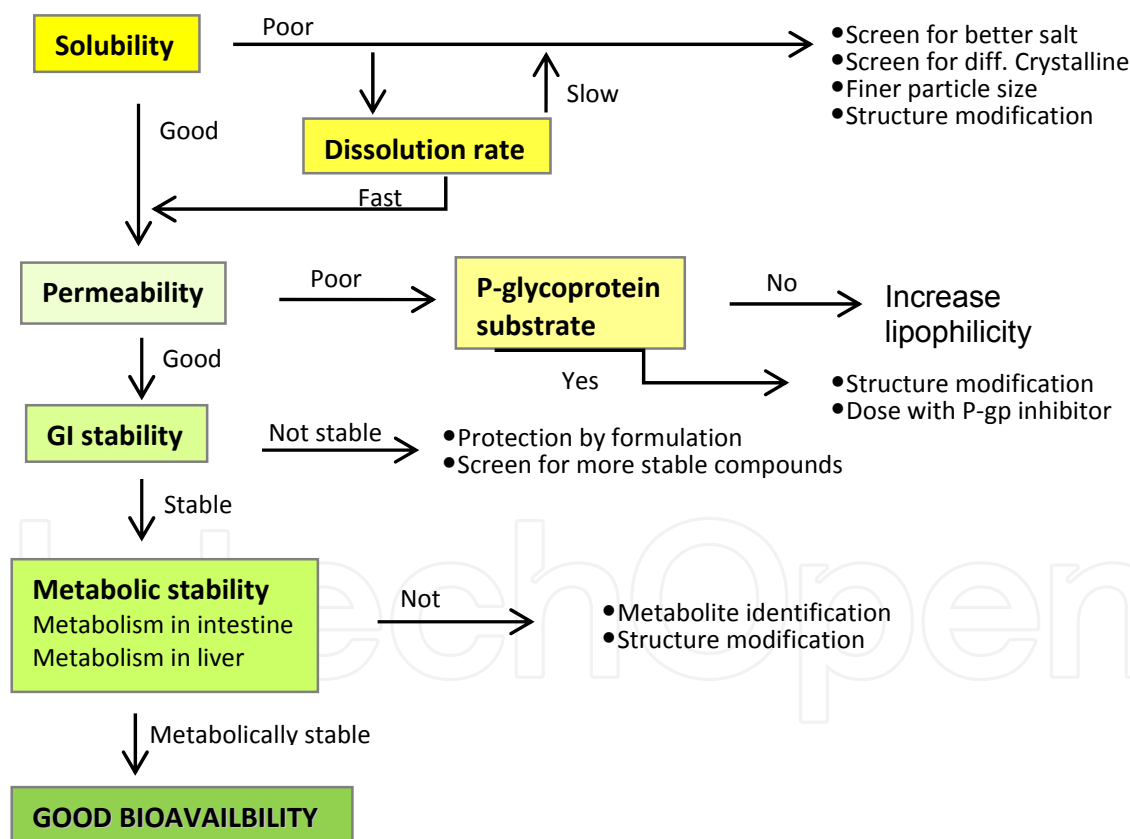 Solubility
Poor
●Screen for better salt
●Screen for diff. Crystalline
●Finer particle size
●Structure modification
Slow
Good
Dissolution rate
Fast
Permeability
Poor
P-glycoprotein
substrate
No
Increase
lipophilicity
Good
Yes
●Structure modification
●Dose with P-gp inhibitor
GI stability
Not stable
●Protection by formulation
●Screen for more stable compounds
Stable
Metabolic stability
Metabolism in intestine
Metabolism in liver
Not
●Metabolite identification
●Structure modification
Metabolically stable
GOOD BIOAVAILBILITY
IntechOpen